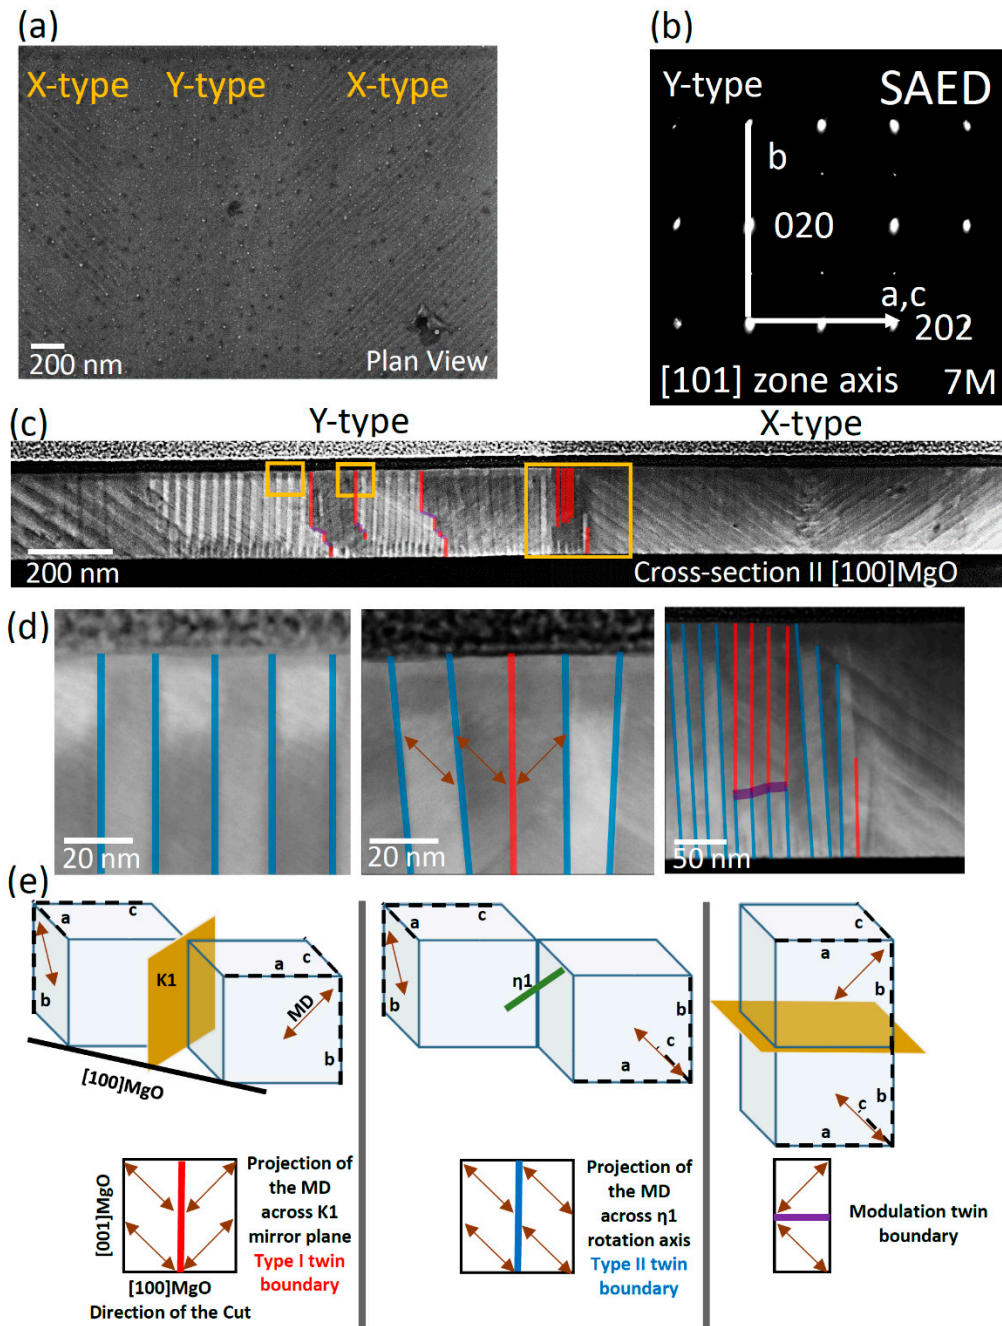 (a)
X-type Y-type X-type
200 nm
Plan View
(b)
Y-type SAED
b
020
a,c
202
[101] zone axis 7M
(c)
Y-type X-type
200 nm
Cross-section II [100]MgO
(d)
20 nm
20 nm
50 nm
(e)
a c
b
K1
a c
MD
b
[100]MgO
a c
b
η1
b
c
a
c
a
b
b
c
a
[001]MgO
[100]MgO
Direction of the Cut
Projection of
the MD
across K1
mirror plane
Type I twin
boundary
Projection of
the MD
across η1
rotation axis
Type II twin
boundary
Modulation twin
boundary